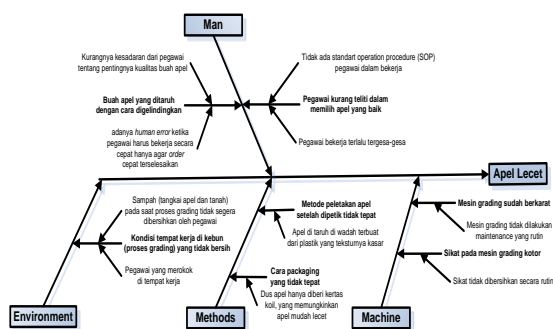 Man
Kurangnya kesadaran dari pegawai
tentang pentingnya kualitas buah apel
Buah apel yang ditaruh
dengan cara digelindingkan
adanya human error ketika
pegawai harus bekerja secara
cepat hanya agar order
cepat terselesaikan
Tidak ada standart operation procedure (SOP)
pegawai dalam bekerja
Pegawai kurang teliti dalam
memilih apel yang baik
Pegawai bekerja terlalu tergesa-gesa
Apel Lecet
Sampah (tangkai apel dan tanah)
pada saat proses grading tidak segera
dibersihkan oleh pegawai
Kondisi tempat kerja di kebun
(proses grading) yang tidak bersih
Pegawai yang merokok
di tempat kerja
Environment
Metode peletakan apel
setelah dipetik tidak tepat
Apel di taruh di wadah terbuat
dari plastik yang teksturnya kasar
Cara packaging
yang tidak tepat
Dus apel hanya diberi kertas
koil, yang memungkinkan
apel mudah lecet
Methods
Mesin grading sudah berkarat
Mesin grading tidak dilakukan
maintenance yang rutin
Sikat pada mesin grading kotor
Sikat tidak dibersihkan secara rutin
Machine